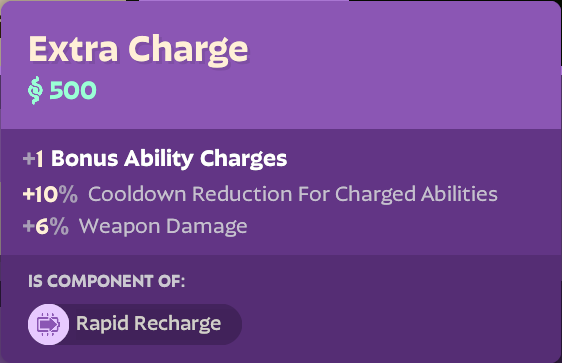 Extra Charge
500
+1 Bonus Ability Charges
+10% Cooldown Reduction For Charged Abilities
+6% Weapon Damage
IS COMPONENT OF:
Rapid Recharge